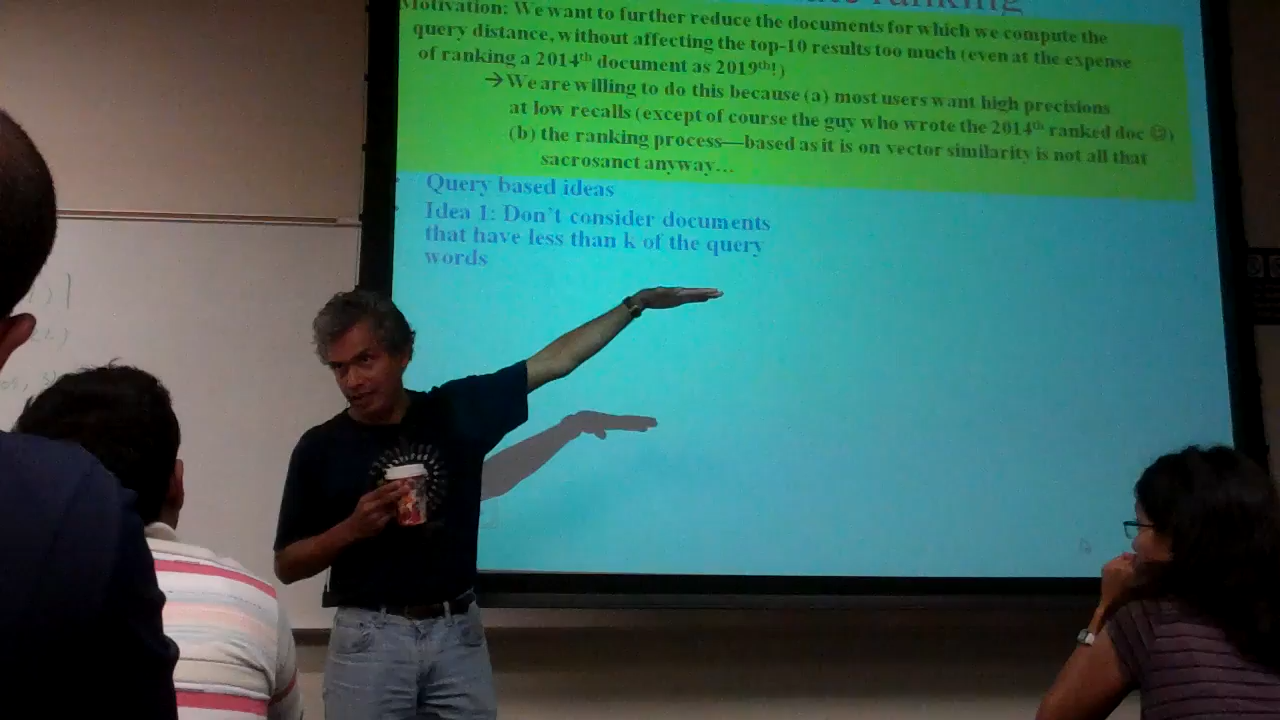 ranking
Motivation: We want to further reduce the documents for which we compute the
query distance, without affecting the top-10 results too much (even at the expense
of ranking a 2014th document as 2019th!)
→We are willing to do this because (a) most users want high precisions
at low recalls (except of course the guy who wrote the 2014th ranked doc ☺)
(b) the ranking process—based as it is on vector similarity is not all that
sacrosanct anyway…
Query based ideas
Idea 1: Don't consider documents
that have less than k of the query
words